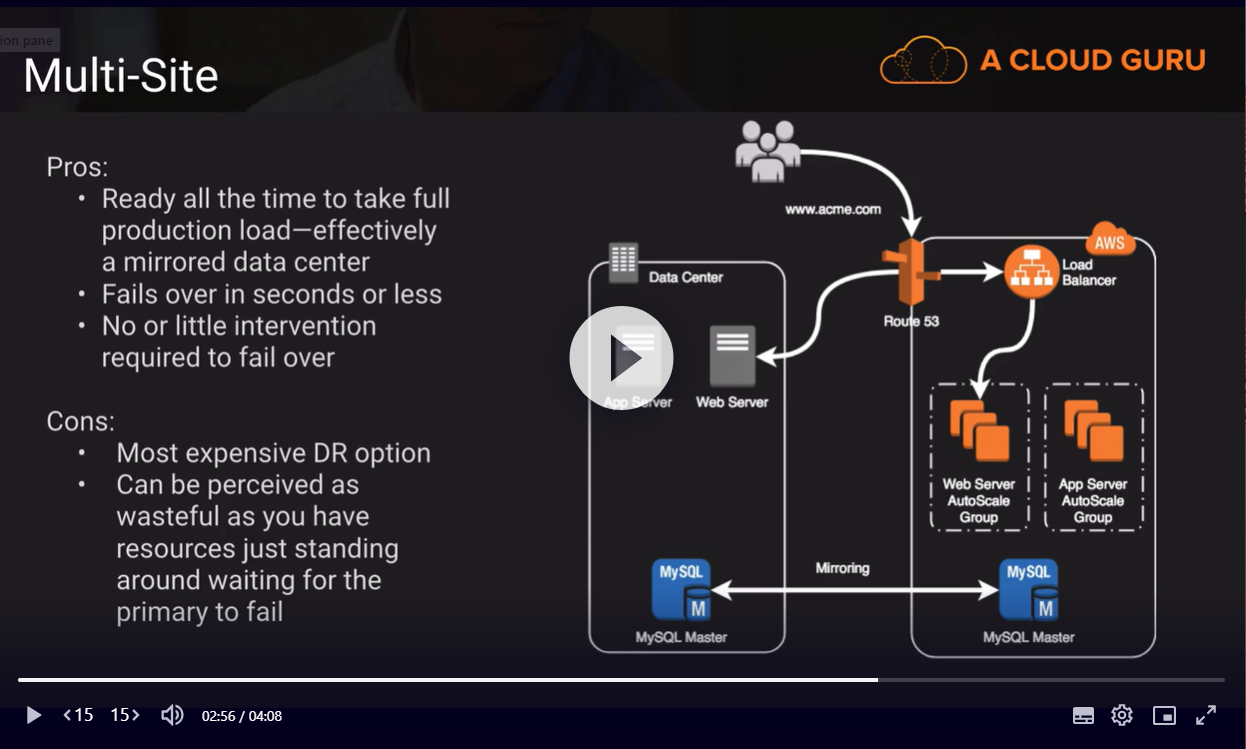 ion pane
Multi-Site
A CLOUD GURU
Pros:
• Ready all the time to take full
production load—effectively
a mirrored data center
• Fails over in seconds or less
• No or little intervention
required to fail over
Cons:
• Most expensive DR option
• Can be perceived as
wasteful as you have
resources just standing
around waiting for the
primary to fail
www.acme.com
AWS
Data Center
Load
Balancer
Route 53
App Server
Web Server
Web Server
AutoScale
Group
App Server
AutoScale
Group
Mirroring
MySQL
M
MySQL Master
MySQL
M
MySQL Master
<15
15>
02:56 / 04:08